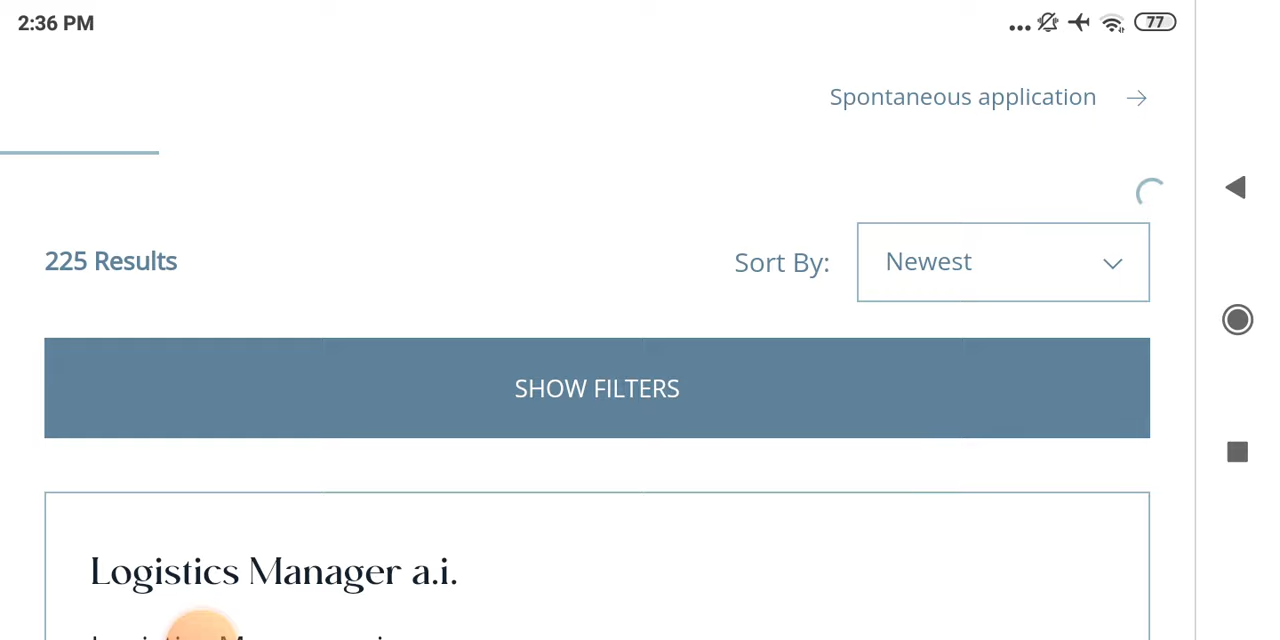 2:36 PM
77
Spontaneous application
225 Results
Sort By:
Newest
SHOW FILTERS
Logistics Manager a.i.